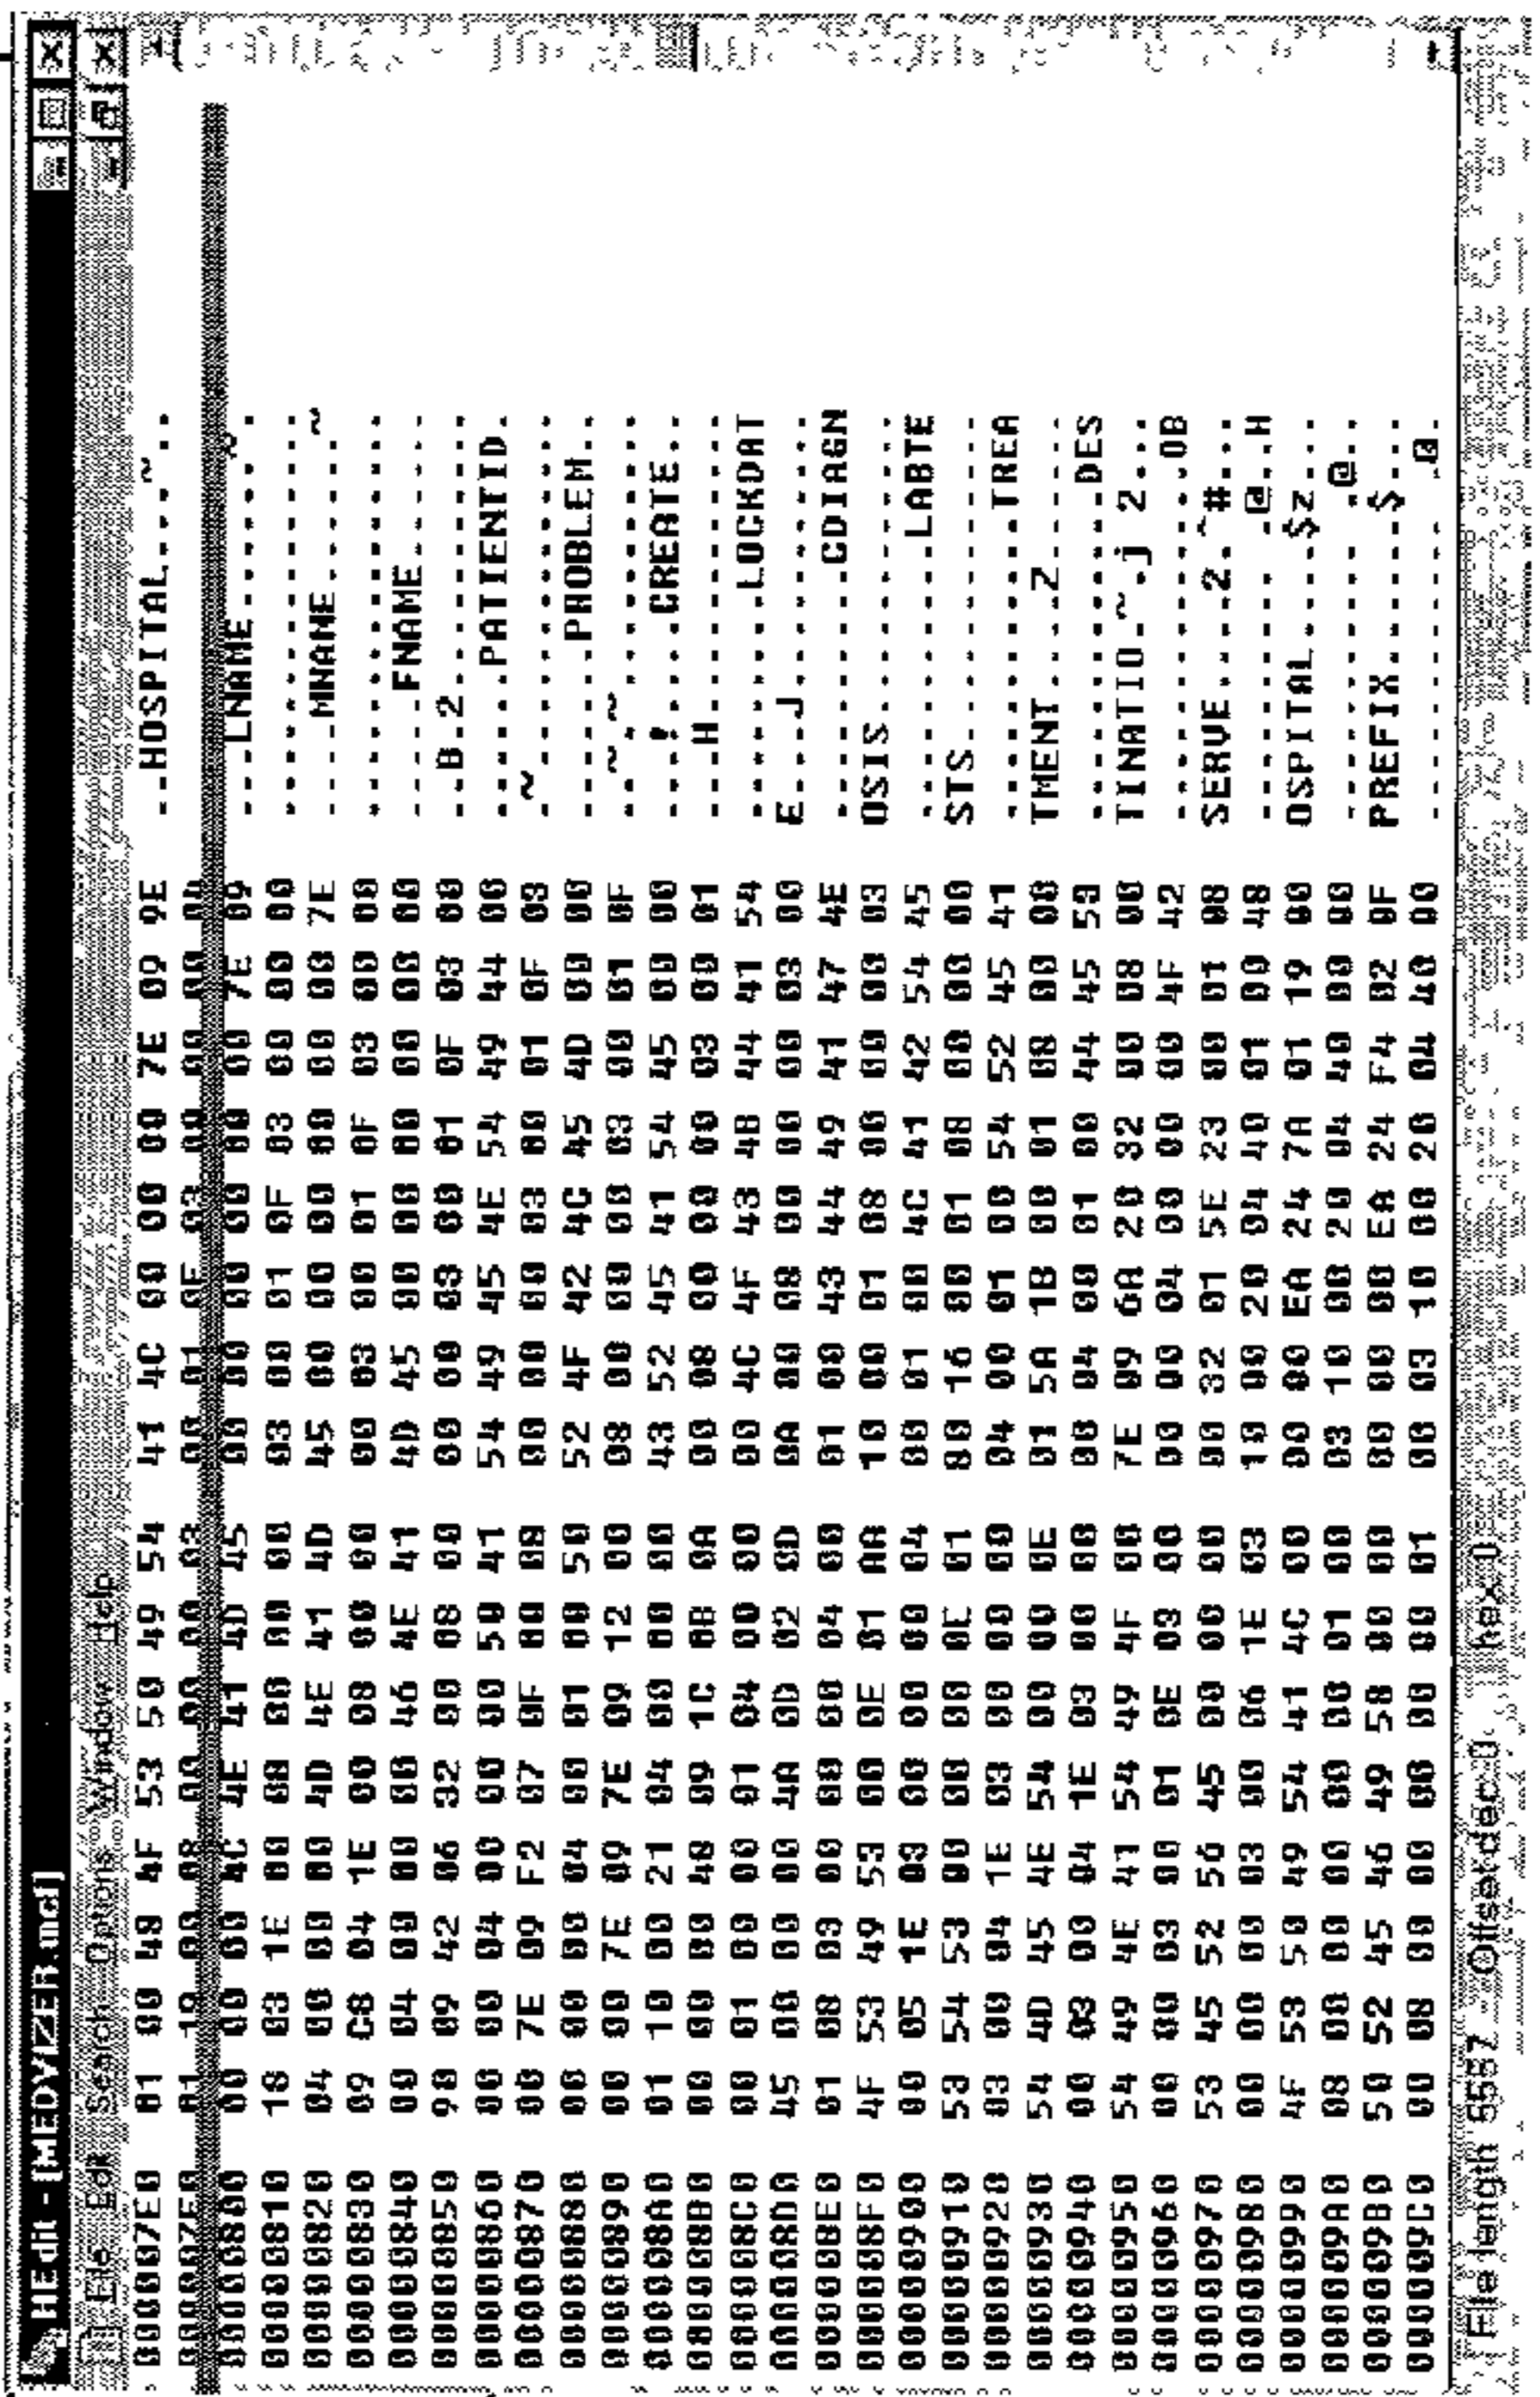 HEdit - [MEDYIZER.mcf]
File Edit Search Options Window Help
000007E0 01 00 48 4F 53 50 49 54 41 4C 00 00 00 7E 09 9E ..HOSPITAL...~..
01 19 00 08 00 00 00 03 00 01 0F 03 00 00 00 04
00000800 00 00 00 4C 4E 41 4D 45 00 00 00 00 00 00 7E 09 ...LNAME......~.
00000810 18 03 1E 00 00 00 00 00 03 00 01 0F 03 00 00 00 ................
00000820 04 00 00 00 4D 4E 41 4D 45 00 00 00 00 00 00 7E ....MNAME......~
00000830 09 C8 04 1E 00 08 00 00 00 03 00 01 0F 03 00 00 ................
00000840 00 04 00 00 00 46 4E 41 4D 45 00 00 00 00 00 00 .....FNAME......
00000850 90 09 42 06 32 00 08 00 00 00 03 00 01 0F 03 00 ..B.2...........
00000860 00 00 04 00 00 00 50 41 54 49 45 4E 54 49 44 00 ......PATIENTID.
00000870 00 7E 09 F2 07 0F 00 08 00 00 00 03 00 01 0F 03 .~..............
00000880 00 00 00 04 00 01 00 50 52 4F 42 4C 45 4D 00 00 .......PROBLEM..
00000890 00 00 7E 09 7E 09 12 00 08 00 00 00 03 00 01 0F ..~.~...........
000008A0 01 10 00 21 04 00 00 00 43 52 45 41 54 45 00 00 ...!....CREATE..
000008B0 00 00 00 48 09 1C 0B 0A 00 08 00 00 00 03 00 01 ...H............
000008C0 00 01 00 00 01 04 00 00 00 4C 4F 43 4B 44 41 54 .........LOCKDAT
000008D0 45 00 00 00 4A 0D 02 0D 0A 00 08 00 00 00 03 00 E...J...........
000008E0 01 08 03 00 00 00 04 00 01 00 43 44 49 41 47 4E ..........CDIAGN
000008F0 4F 53 49 53 00 0E 01 AA 10 00 01 08 00 00 00 03 OSIS............
00000900 00 05 1E 03 00 00 00 04 00 01 00 4C 41 42 54 45 ...........LABTE
00000910 53 54 53 00 00 00 0E 01 80 16 00 01 08 00 00 00 STS.............
00000920 03 00 04 1E 03 00 00 00 04 00 01 00 54 52 45 41 ............TREA
00000930 54 4D 45 4E 54 00 00 0E 01 5A 1B 00 01 08 00 00 TMENT....Z......
00000940 00 03 00 04 1E 03 00 00 00 04 00 01 00 44 45 53 .............DES
00000950 54 49 4E 41 54 49 4F 00 7E 09 6A 20 32 00 08 00 TINATIO.~.j 2...
00000960 00 00 03 00 01 0E 03 00 00 00 04 00 00 00 4F 42 ..............OB
00000970 53 45 52 56 45 00 00 00 00 32 01 5E 23 00 01 08 SERVE....2.^#...
00000980 00 00 00 03 00 06 1E 03 10 00 20 04 40 01 00 48 .......... .@..H
00000990 4F 53 50 49 54 41 4C 00 00 00 EA 24 7A 01 19 00 OSPITAL....$z...
000009A0 08 00 00 00 00 00 01 00 03 10 00 20 04 40 00 00 ........... .@..
000009B0 50 52 45 46 49 58 00 00 00 00 00 EA 24 F4 02 0F PREFIX......$...
000009C0 00 08 00 00 00 00 00 01 00 03 10 00 20 04 40 00 ............ .@.
File length 5557 Offset dec:0 hex:0